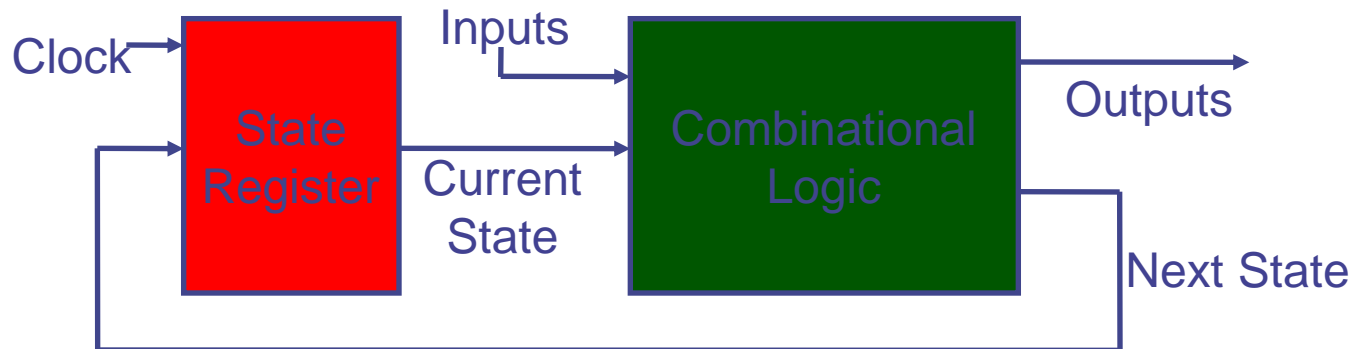 Clock
Inputs
Outputs
State
Register
Combinational
Logic
Current
State
Next State